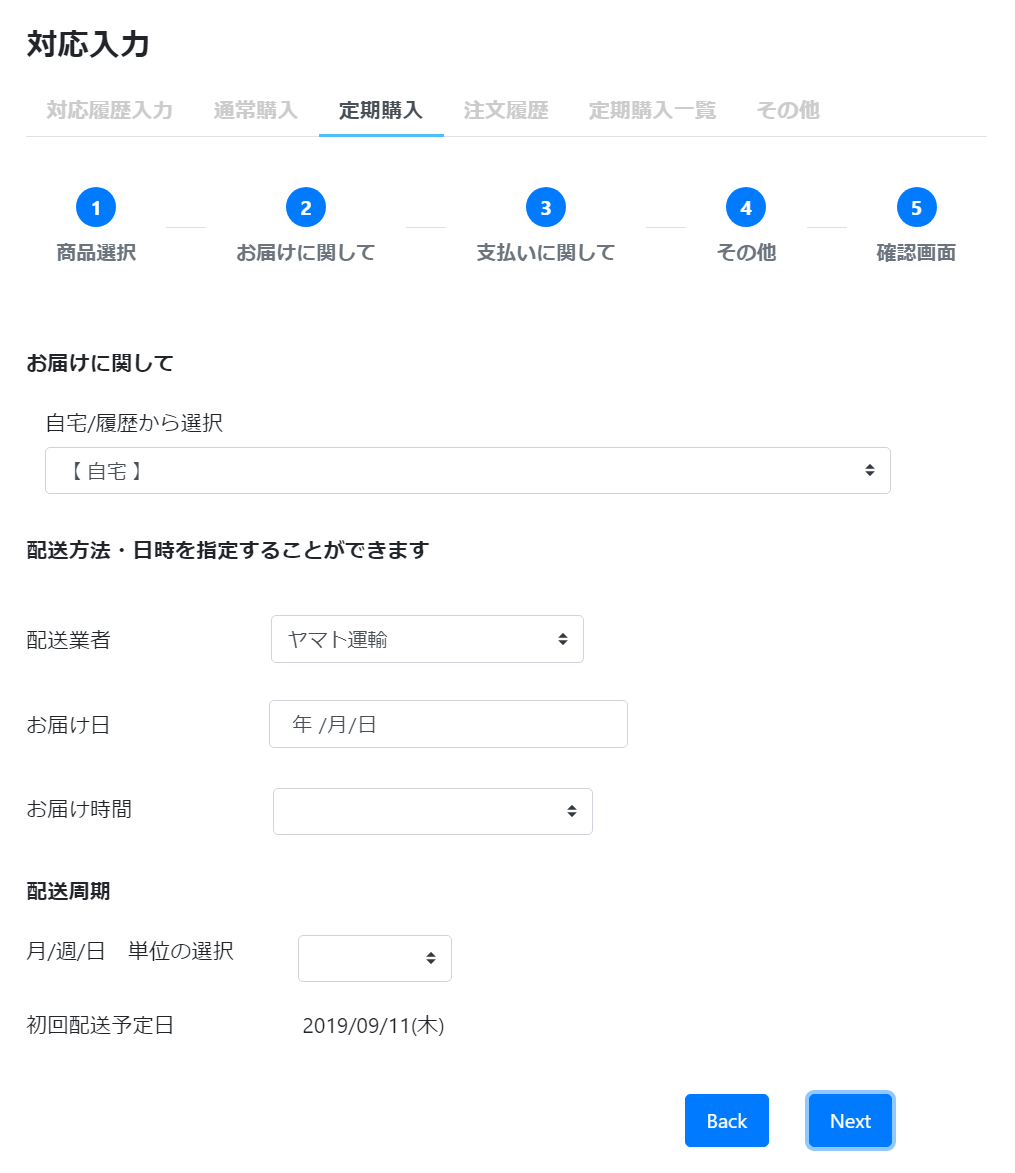 対応入力
対応履歴入力 通常購入 定期購入 注文履歴 定期購入一覧 その他
1 2 3 4 5
商品選択 お届けに関して 支払いに関して その他 確認画面
お届けに関して
自宅/履歴から選択
【 自宅 】
配送方法・日時を指定することができます
配送業者 ヤマト運輸
お届け日 年 /月/日
お届け時間
配送周期
月/週/日　単位の選択
初回配送予定日 2019/09/11(木)
Back Next